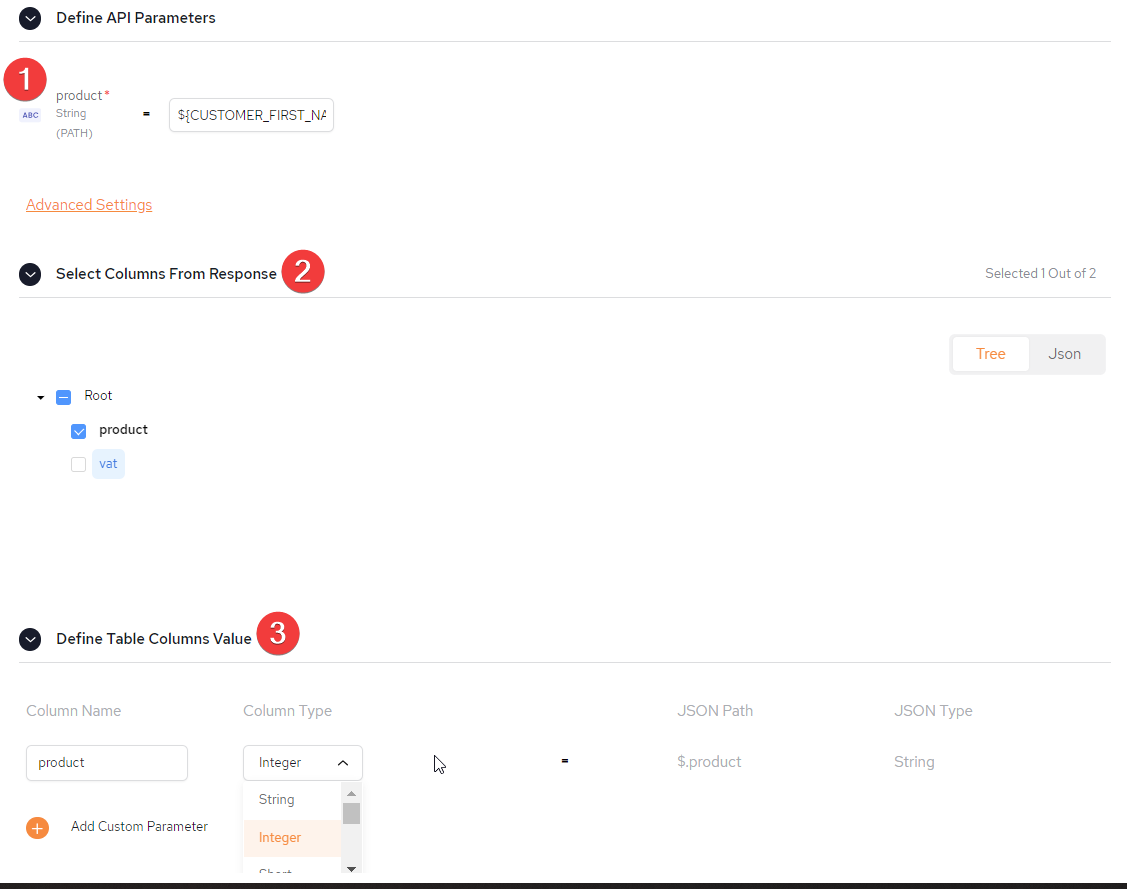 Define API Parameters
1
product*
ABC
String
(PATH)
=
${CUSTOMER_FIRST_NA
Advanced Settings
Select Columns From Response
2
Selected 1 Out of 2
Tree
Json
Root
product
vat
Define Table Columns Value
3
Column Name
Column Type
JSON Path
JSON Type
product
Integer
=
$.product
String
String
Add Custom Parameter
Integer
Short